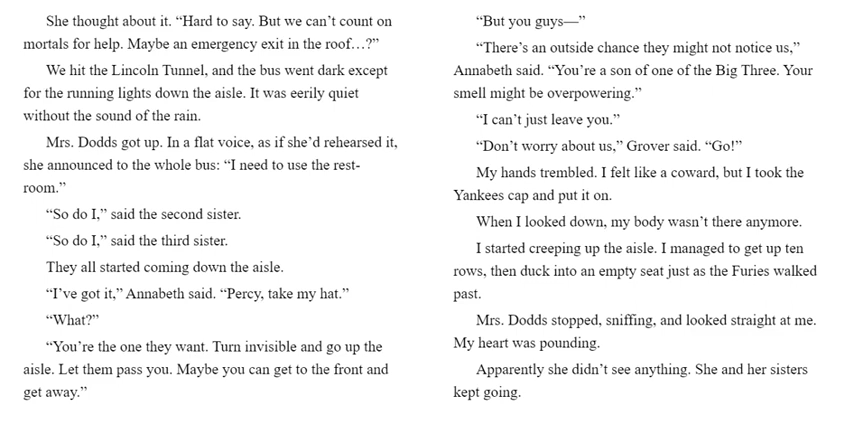 She thought about it. “Hard to say. But we can’t count on
mortals for help. Maybe an emergency exit in the roof…?”
We hit the Lincoln Tunnel, and the bus went dark except
for the running lights down the aisle. It was eerily quiet
without the sound of the rain.
Mrs. Dodds got up. In a flat voice, as if she’d rehearsed it,
she announced to the whole bus: “I need to use the rest-
room.”
“So do I,” said the second sister.
“So do I,” said the third sister.
They all started coming down the aisle.
“I’ve got it,” Annabeth said. “Percy, take my hat.”
“What?”
“You’re the one they want. Turn invisible and go up the
aisle. Let them pass you. Maybe you can get to the front and
get away.”
“But you guys—”
“There’s an outside chance they might not notice us,”
Annabeth said. “You’re a son of one of the Big Three. Your
smell might be overpowering.”
“I can’t just leave you.”
“Don’t worry about us,” Grover said. “Go!”
My hands trembled. I felt like a coward, but I took the
Yankees cap and put it on.
When I looked down, my body wasn’t there anymore.
I started creeping up the aisle. I managed to get up ten
rows, then duck into an empty seat just as the Furies walked
past.
Mrs. Dodds stopped, sniffing, and looked straight at me.
My heart was pounding.
Apparently she didn’t see anything. She and her sisters
kept going.